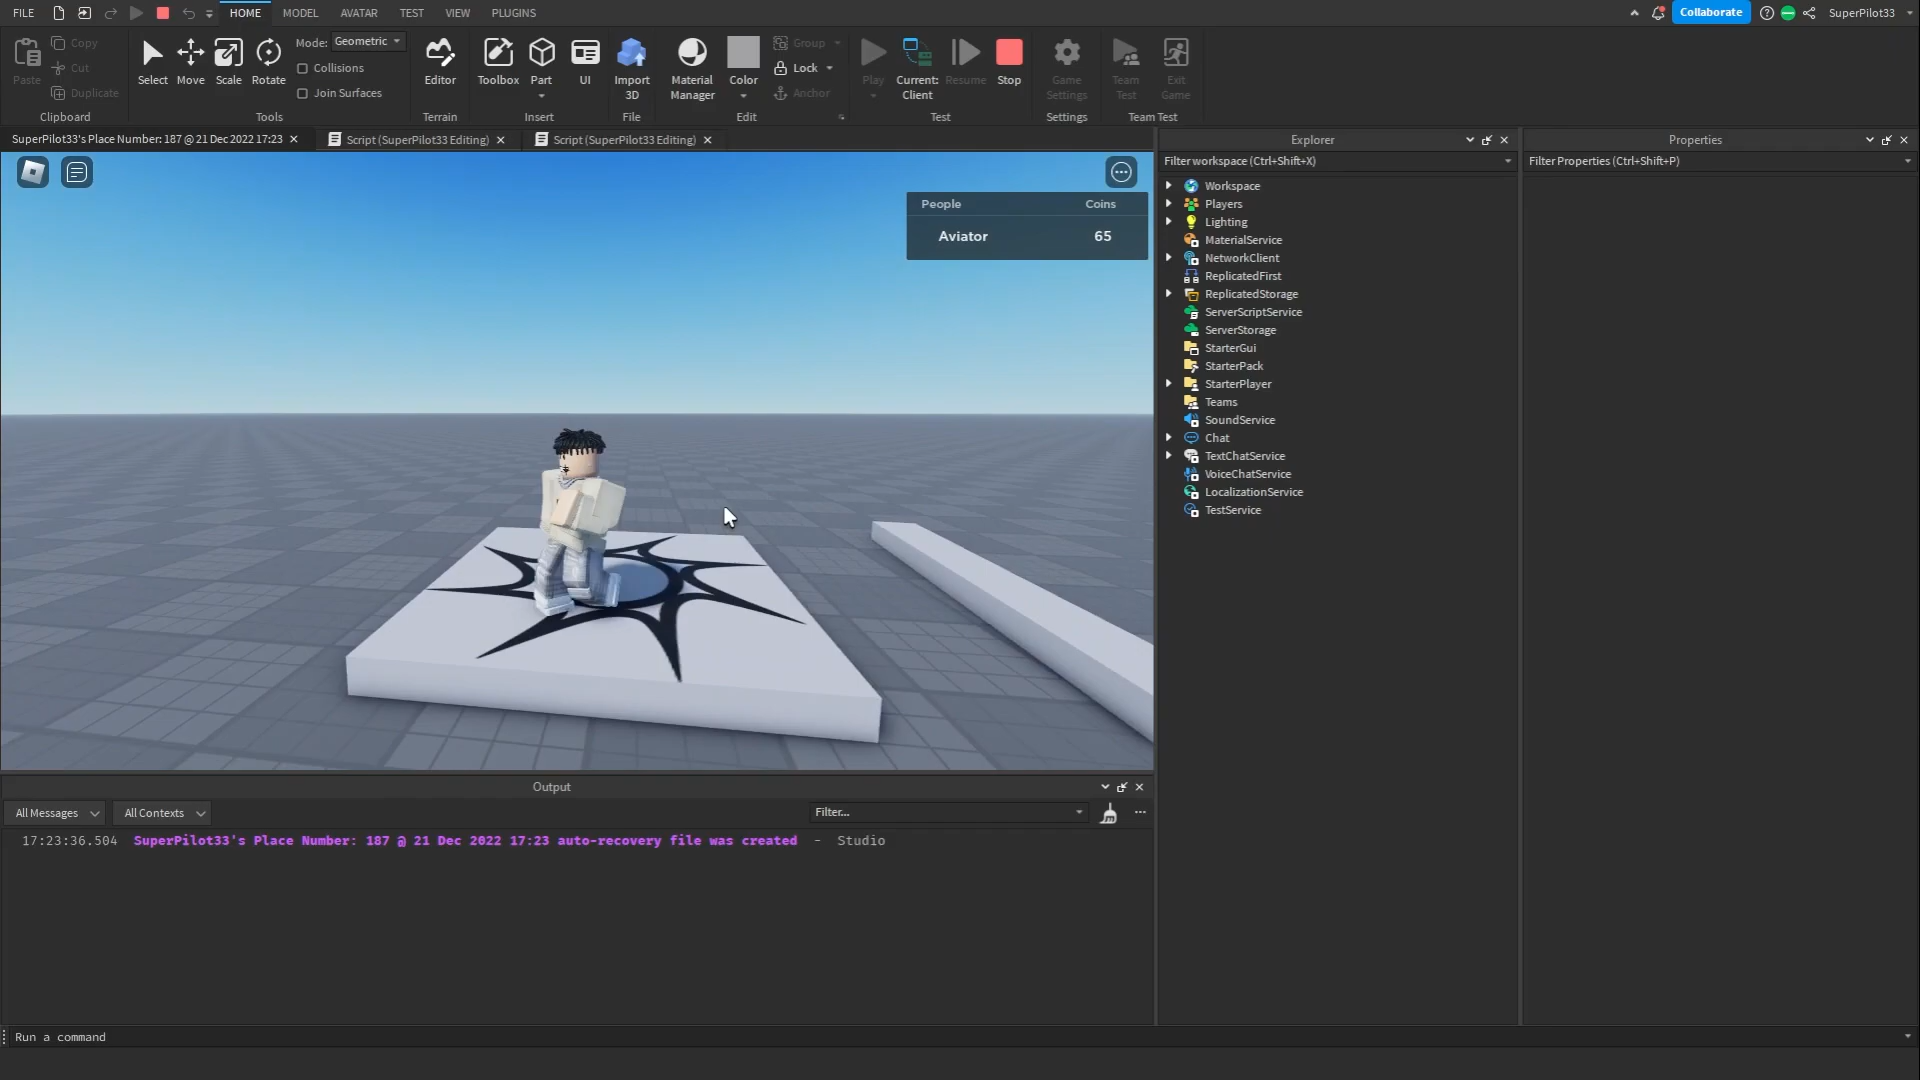 FILE HOME MODEL AVATAR TEST VIEW PLUGINS Collaborate SuperPilot33
Paste Copy Cut Duplicate Clipboard
Select Move Scale Rotate Mode: Geometric Collisions Join Surfaces Tools
Editor Terrain
Toolbox Part UI Insert
Import 3D File
Material Manager Color Group Lock Anchor Edit
Play Current: Client Resume Stop Test
Game Settings Settings
Team Test Exit Game Team Test
SuperPilot33's Place Number: 187 @ 21 Dec 2022 17:23 Script (SuperPilot33 Editing) Script (SuperPilot33 Editing)
People Coins
Aviator 65
Explorer
Filter workspace (Ctrl+Shift+X)
Workspace
Players
Lighting
MaterialService
NetworkClient
ReplicatedFirst
ReplicatedStorage
ServerScriptService
ServerStorage
StarterGui
StarterPack
StarterPlayer
Teams
SoundService
Chat
TextChatService
VoiceChatService
LocalizationService
TestService
Properties
Filter Properties (Ctrl+Shift+P)
Output
All Messages All Contexts Filter...
17:23:36.504 SuperPilot33's Place Number: 187 @ 21 Dec 2022 17:23 auto-recovery file was created - Studio
Run a command